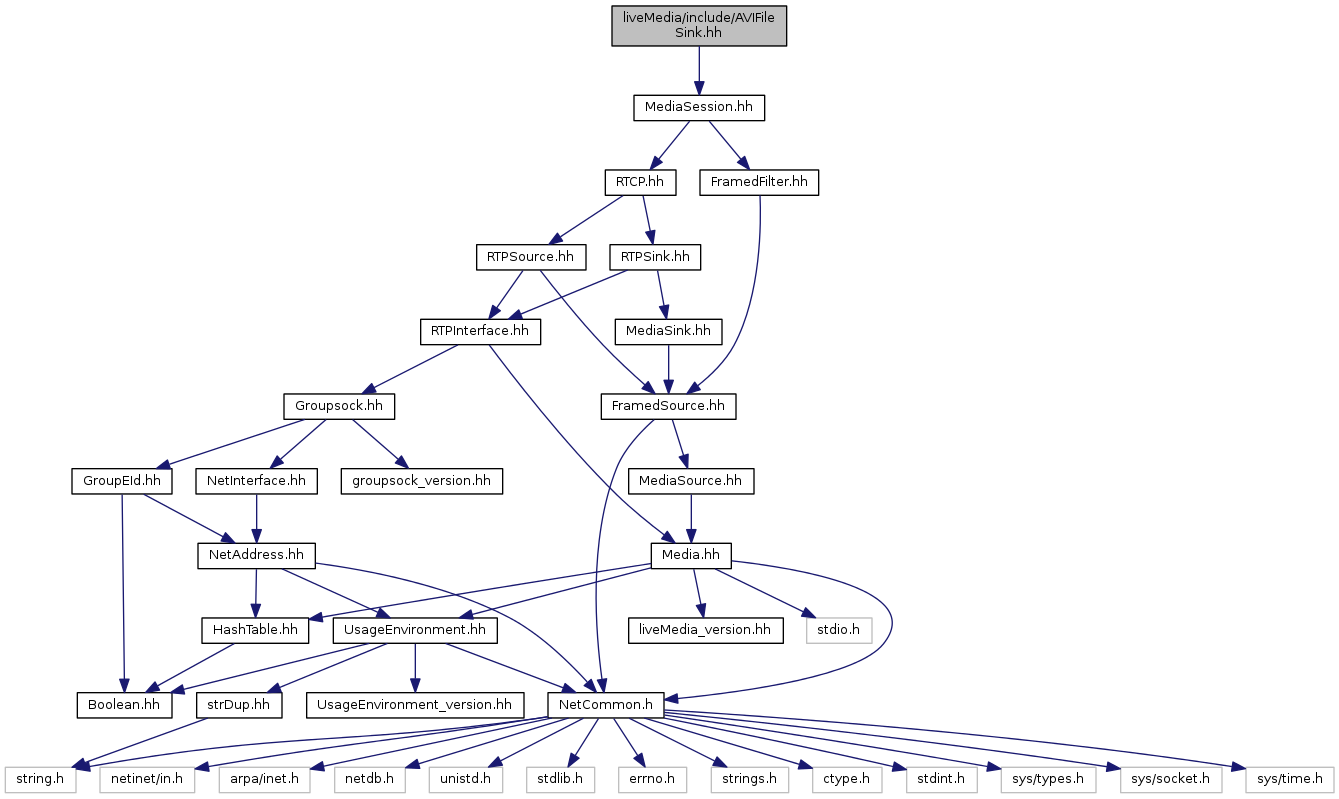 liveMedia/include/AVIFile
Sink.hh
MediaSession.hh
RTCP.hh
FramedFilter.hh
RTPSource.hh
RTPSink.hh
RTPInterface.hh
MediaSink.hh
Groupsock.hh
FramedSource.hh
GroupEId.hh
NetInterface.hh
groupsock_version.hh
MediaSource.hh
NetAddress.hh
Media.hh
HashTable.hh
UsageEnvironment.hh
liveMedia_version.hh
stdio.h
Boolean.hh
strDup.hh
UsageEnvironment_version.hh
NetCommon.h
string.h
netinet/in.h
arpa/inet.h
netdb.h
unistd.h
stdlib.h
errno.h
strings.h
ctype.h
stdint.h
sys/types.h
sys/socket.h
sys/time.h